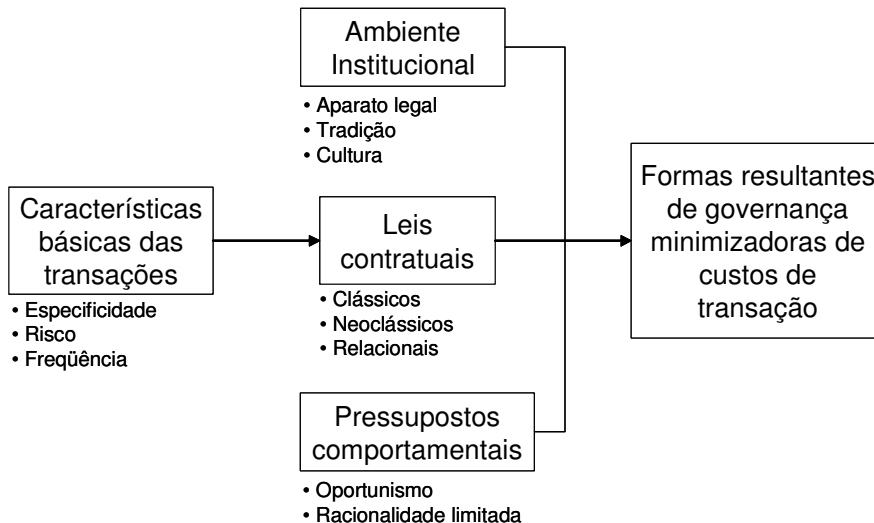 Ambiente
Institucional
• Aparato legal
• Tradição
• Cultura
Características
básicas das
transações
• Especificidade
• Risco
• Freqüência
Leis
contratuais
• Clássicos
• Neoclássicos
• Relacionais
Formas resultantes
de governança
minimizadoras de
custos de
transação
Pressupostos
comportamentais
• Oportunismo
• Racionalidade limitada